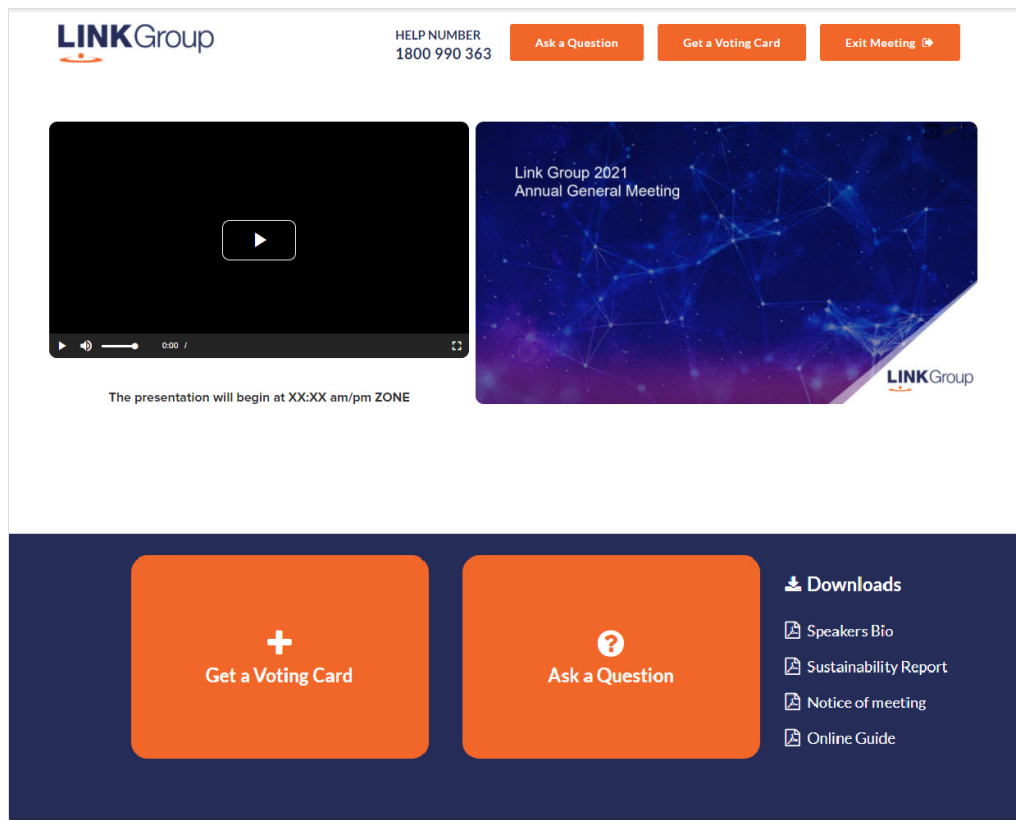 LINKGroup
HELP NUMBER
1800 990 363
Ask a Question
Get a Voting Card
Exit Meeting
Link Group 2021
Annual General Meeting
LINKGroup
0:00 /
The presentation will begin at XX:XX am/pm ZONE
Get a Voting Card
Ask a Question
Downloads
Speakers Bio
Sustainability Report
Notice of meeting
Online Guide